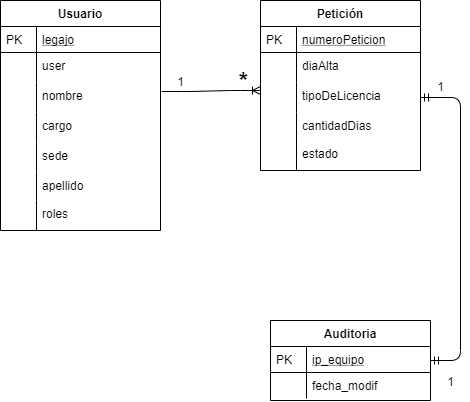 Usuario
PK legajo
user
nombre
cargo
sede
apellido
roles
1
*
Petición
PK numeroPeticion
diaAlta
tipoDeLicencia
cantidadDias
estado
1
Auditoria
PK ip_equipo
fecha_modif
1